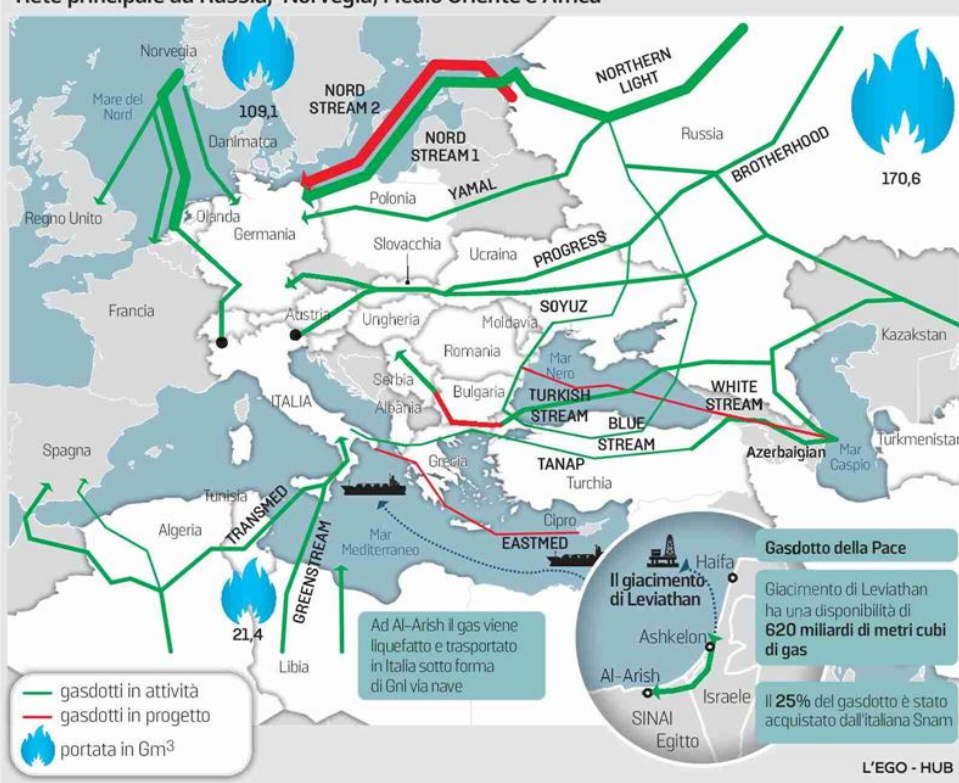 Rete principale da Russia, Norvegia, Medio Oriente e Africa
Norvegia
Mare del
Nord
109,1
NORD
STREAM 2
NORTHERN
LIGHT
Danimatca
NORD
STREAM 1
Russia
BROTHERHOOD
170,6
Regno Unito
Olanda
Germania
Polonia
YAMAL
Slovacchia
Ucraina
PROGRESS
Francia
Austria
Ungheria
Moldavia
SOYUZ
Kazakstan
Romania
Mar
Nero
Serbia
ITALIA
Albania
Bulgaria
TURKISH
STREAM
WHITE
STREAM
BLUE
STREAM
Azerbaigian
Mar
Caspio
Turkmenistan
Spagna
Grecia
TANAP
Turchia
Tunisia
Algeria
TRANSMED
Mar
Mediterraneo
Cipro
EASTMED
GREENSTREAM
21,4
Libia
Ad Al-Arish il gas viene
liquefatto e trasportato
in Italia sotto forma
di Gnl via nave
Il giacimento
di Leviathan
Haifa
Ashkelon
Al-Arish
Israele
SINAI
Egitto
Gasdotto della Pace
Giacimento di Leviathan
ha una disponibilità di
620 miliardi di metri cubi
di gas
Il 25% del gasdotto è stato
acquistato dall'italiana Snam
gasdotti in attività
gasdotti in progetto
portata in Gm³
L'EGO - HUB